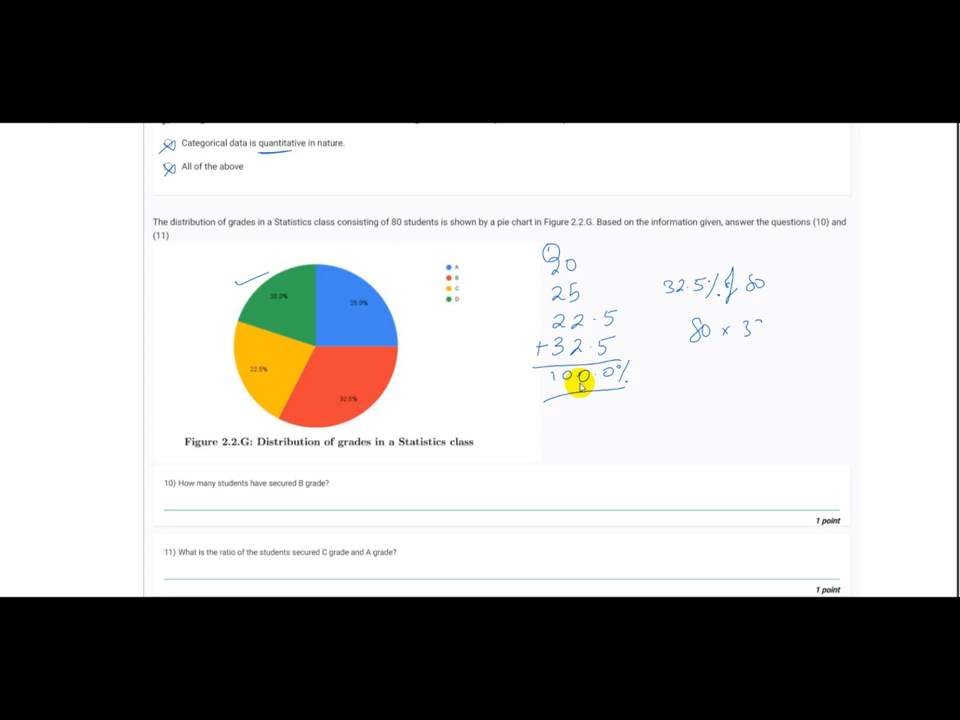 Categorical data is quantitative in nature.
All of the above
The distribution of grades in a Statistics class consisting of 80 students is shown by a pie chart in Figure 2.2.G. Based on the information given, answer the questions (10) and
(11)
A
B
C
D
20.0%
25.0%
22.5%
32.5%
20
25
22.5
+32.5
100.0%
32.5% of 80
80 x 3
Figure 2.2.G: Distribution of grades in a Statistics class
10) How many students have secured B grade?
1 point
11) What is the ratio of the students secured C grade and A grade?
1 point